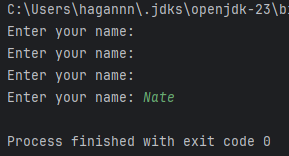 C:\Users\hagannn\.jdks\openjdk-23\bi
Enter your name:
Enter your name:
Enter your name:
Enter your name: Nate
Process finished with exit code 0